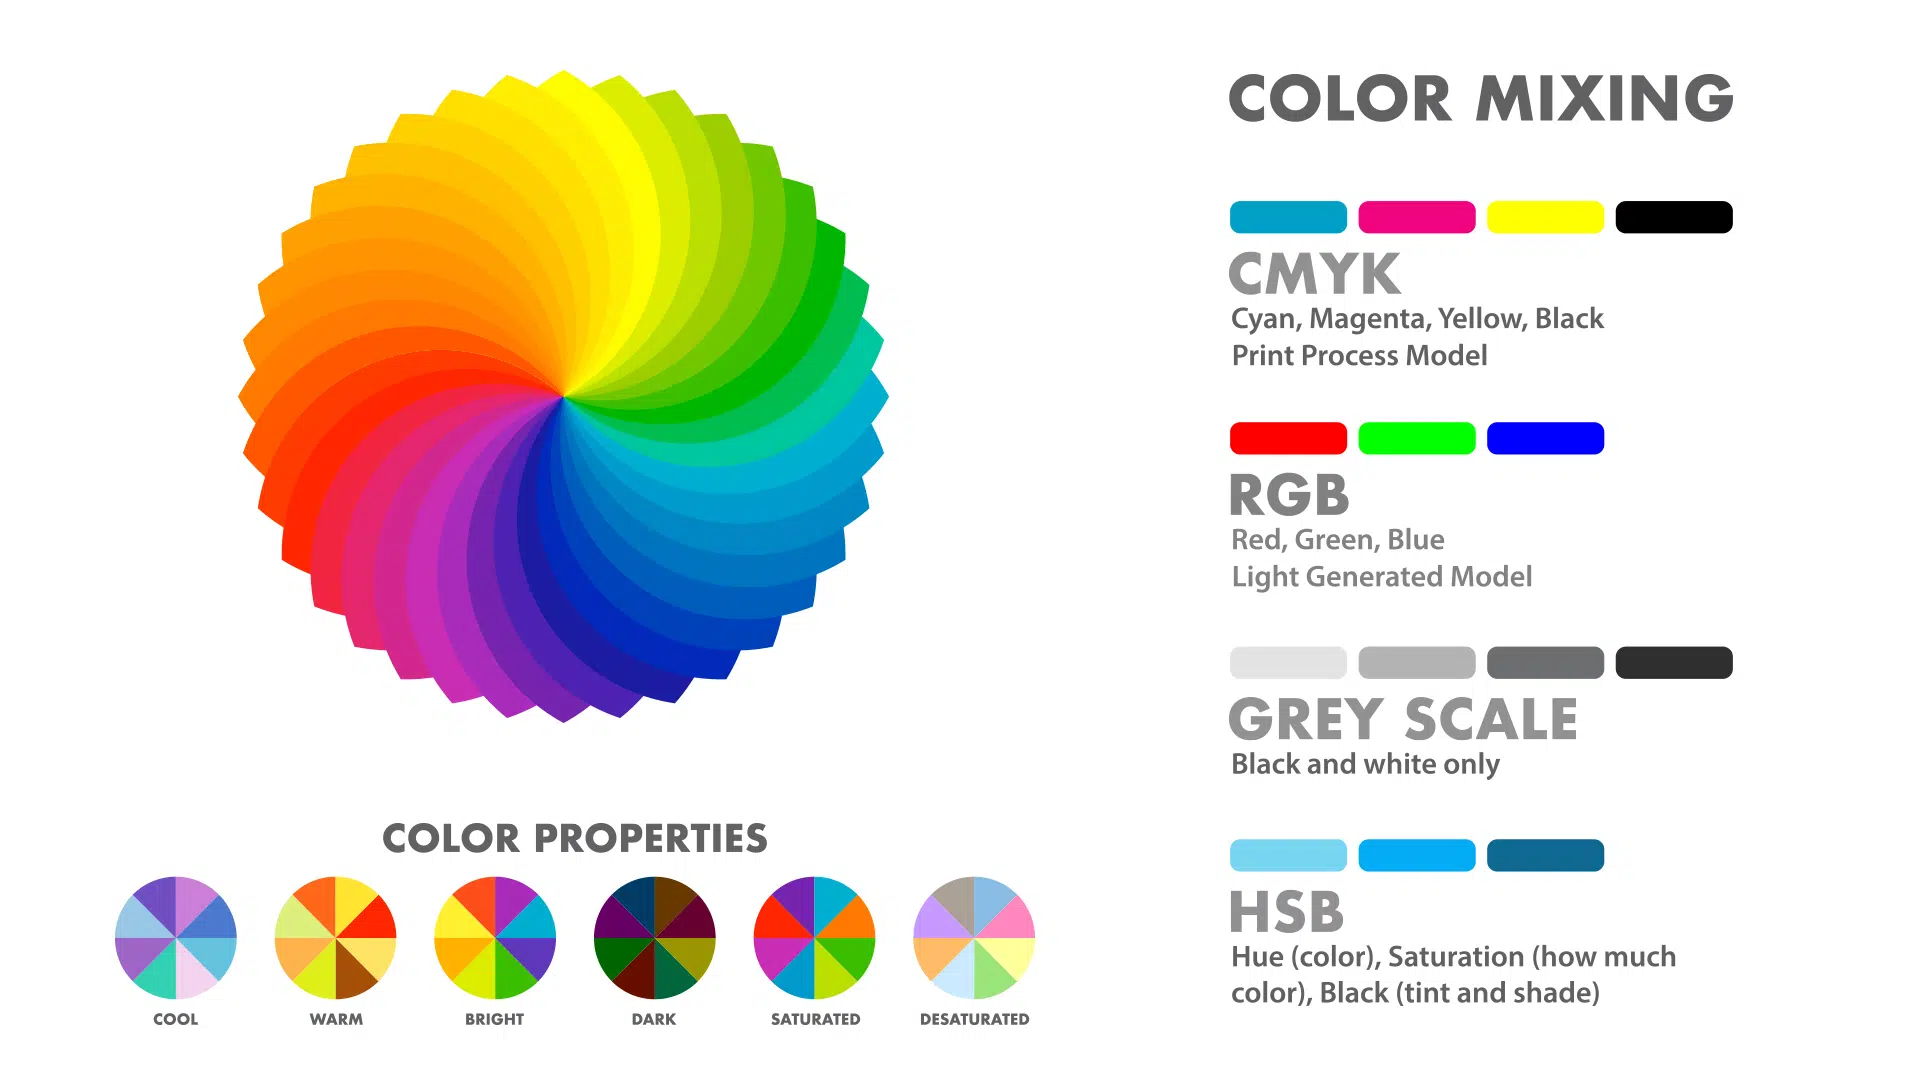 COLOR MIXING
CMYK
Cyan, Magenta, Yellow, Black
Print Process Model
RGB
Red, Green, Blue
Light Generated Model
GREY SCALE
Black and white only
HSB
Hue (color), Saturation (how much
color), Black (tint and shade)
COLOR PROPERTIES
COOL
WARM
BRIGHT
DARK
SATURATED
DESATURATED